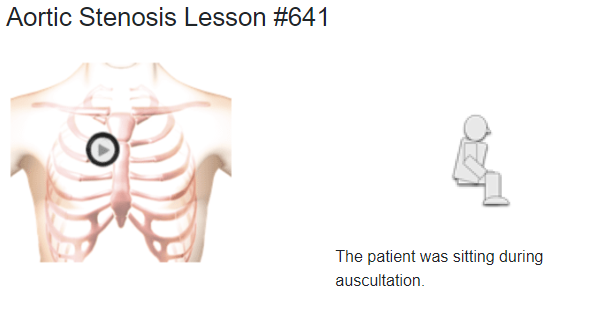 Aortic Stenosis Lesson #641
The patient was sitting during
auscultation.